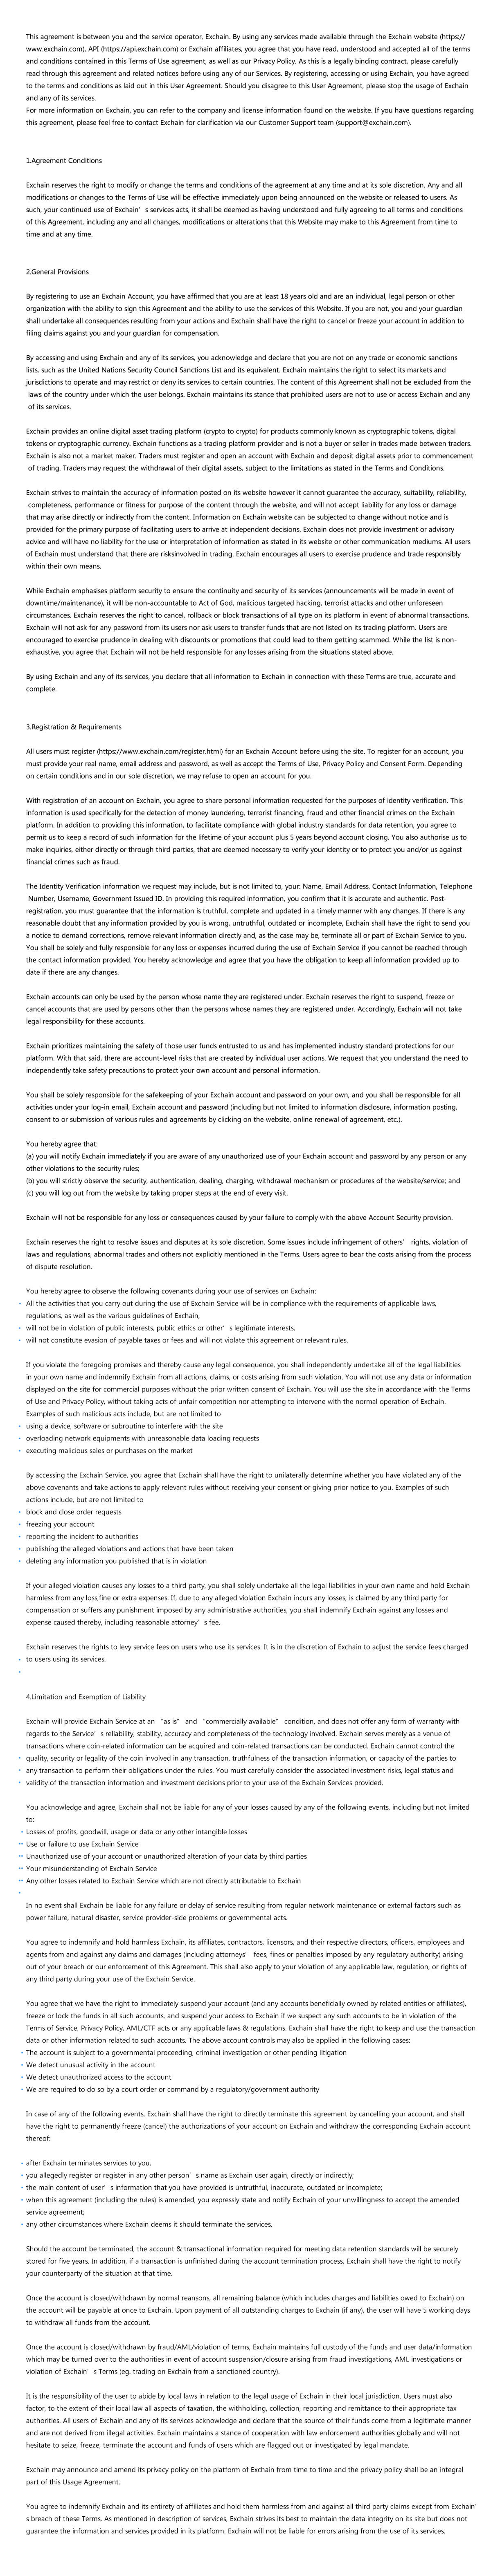 This agreement is between you and the service operator, Exchain. By using any services made available through the Exchain website (https://
www.exchain.com), API (https://api.exchain.com) or Exchain affiliates, you agree that you have read, understood and accepted all of the terms
and conditions contained in this Terms of Use agreement, as well as our Privacy Policy. As this is a legally binding contract, please carefully
read through this agreement and related notices before using any of our Services. By registering, accessing or using Exchain, you have agreed
to the terms and conditions as laid out in this User Agreement. Should you disagree to this User Agreement, please stop the usage of Exchain
and any of its services.
For more information on Exchain, you can refer to the company and license information found on the website. If you have questions regarding
this agreement, please feel free to contact Exchain for clarification via our Customer Support team (support@exchain.com).
1.Agreement Conditions
Exchain reserves the right to modify or change the terms and conditions of the agreement at any time and at its sole discretion. Any and all
modifications or changes to the Terms of Use will be effective immediately upon being announced on the website or released to users. As
such, your continued use of Exchain's services acts, it shall be deemed as having understood and fully agreeing to all terms and conditions
of this Agreement, including any and all changes, modifications or alterations that this Website may make to this Agreement from time to
time and at any time.
2.General Provisions
By registering to use an Exchain Account, you have affirmed that you are at least 18 years old and are an individual, legal person or other
organization with the ability to sign this Agreement and the ability to use the services of this Website. If you are not, you and your guardian
shall undertake all consequences resulting from your actions and Exchain shall have the right to cancel or freeze your account in addition to
filing claims against you and your guardian for compensation.
By accessing and using Exchain and any of its services, you acknowledge and declare that you are not on any trade or economic sanctions
lists, such as the United Nations Security Council Sanctions List and its equivalent. Exchain maintains the right to select its markets and
jurisdictions to operate and may restrict or deny its services to certain countries. The content of this Agreement shall not be excluded from the
laws of the country under which the user belongs. Exchain maintains its stance that prohibited users are not to use or access Exchain and any
of its services.
Exchain provides an online digital asset trading platform (crypto to crypto) for products commonly known as cryptographic tokens, digital
tokens or cryptographic currency. Exchain functions as a trading platform provider and is not a buyer or seller in trades made between traders.
Exchain is also not a market maker. Traders must register and open an account with Exchain and deposit digital assets prior to commencement
of trading. Traders may request the withdrawal of their digital assets, subject to the limitations as stated in the Terms and Conditions.
Exchain strives to maintain the accuracy of information posted on its website however it cannot guarantee the accuracy, suitability, reliability,
completeness, performance or fitness for purpose of the content through the website, and will not accept liability for any loss or damage
that may arise directly or indirectly from the content. Information on Exchain website can be subjected to change without notice and is
provided for the primary purpose of facilitating users to arrive at independent decisions. Exchain does not provide investment or advisory
advice and will have no liability for the use or interpretation of information as stated in its website or other communication mediums. All users
of Exchain must understand that there are risksinvolved in trading. Exchain encourages all users to exercise prudence and trade responsibly
within their own means.
While Exchain emphasises platform security to ensure the continuity and security of its services (announcements will be made in event of
downtime/maintenance), it will be non-accountable to Act of God, malicious targeted hacking, terrorist attacks and other unforeseen
circumstances. Exchain reserves the right to cancel, rollback or block transactions of all type on its platform in event of abnormal transactions.
Exchain will not ask for any password from its users nor ask users to transfer funds that are not listed on its trading platform. Users are
encouraged to exercise prudence in dealing with discounts or promotions that could lead to them getting scammed. While the list is non-
exhaustive, you agree that Exchain will not be held responsible for any losses arising from the situations stated above.
By using Exchain and any of its services, you declare that all information to Exchain in connection with these Terms are true, accurate and
complete.
3.Registration & Requirements
All users must register (https://www.exchain.com/register.html) for an Exchain Account before using the site. To register for an account, you
must provide your real name, email address and password, as well as accept the Terms of Use, Privacy Policy and Consent Form. Depending
on certain conditions and in our sole discretion, we may refuse to open an account for you.
With registration of an account on Exchain, you agree to share personal information requested for the purposes of identity verification. This
information is used specifically for the detection of money laundering, terrorist financing, fraud and other financial crimes on the Exchain
platform. In addition to providing this information, to facilitate compliance with global industry standards for data retention, you agree to
permit us to keep a record of such information for the lifetime of your account plus 5 years beyond account closing. You also authorise us to
make inquiries, either directly or through third parties, that are deemed necessary to verify your identity or to protect you and/or us against
financial crimes such as fraud.
The Identity Verification information we request may include, but is not limited to, your: Name, Email Address, Contact Information, Telephone
Number, Username, Government Issued ID. In providing this required information, you confirm that it is accurate and authentic. Post-
registration, you must guarantee that the information is truthful, complete and updated in a timely manner with any changes. If there is any
reasonable doubt that any information provided by you is wrong, untruthful, outdated or incomplete, Exchain shall have the right to send you
a notice to demand corrections, remove relevant information directly and, as the case may be, terminate all or part of Exchain Service to you.
You shall be solely and fully responsible for any loss or expenses incurred during the use of Exchain Service if you cannot be reached through
the contact information provided. You hereby acknowledge and agree that you have the obligation to keep all information provided up to
date if there are any changes.
Exchain accounts can only be used by the person whose name they are registered under. Exchain reserves the right to suspend, freeze or
cancel accounts that are used by persons other than the persons whose names they are registered under. Accordingly, Exchain will not take
legal responsibility for these accounts.
Exchain prioritizes maintaining the safety of those user funds entrusted to us and has implemented industry standard protections for our
platform. With that said, there are account-level risks that are created by individual user actions. We request that you understand the need to
independently take safety precautions to protect your own account and personal information.
You shall be solely responsible for the safekeeping of your Exchain account and password on your own, and you shall be responsible for all
activities under your log-in email, Exchain account and password (including but not limited to information disclosure, information posting,
consent to or submission of various rules and agreements by clicking on the website, online renewal of agreement, etc.).
You hereby agree that:
(a) you will notify Exchain immediately if you are aware of any unauthorized use of your Exchain account and password by any person or any
other violations to the security rules;
(b) you will strictly observe the security, authentication, dealing, charging, withdrawal mechanism or procedures of the website/service; and
(c) you will log out from the website by taking proper steps at the end of every visit.
Exchain will not be responsible for any loss or consequences caused by your failure to comply with the above Account Security provision.
Exchain reserves the right to resolve issues and disputes at its sole discretion. Some issues include infringement of others' rights, violation of
laws and regulations, abnormal trades and others not explicitly mentioned in the Terms. Users agree to bear the costs arising from the process
of dispute resolution.
You hereby agree to observe the following covenants during your use of services on Exchain:
• All the activities that you carry out during the use of Exchain Service will be in compliance with the requirements of applicable laws,
regulations, as well as the various guidelines of Exchain,
• will not be in violation of public interests, public ethics or other's legitimate interests,
• will not constitute evasion of payable taxes or fees and will not violate this agreement or relevant rules.
If you violate the foregoing promises and thereby cause any legal consequence, you shall independently undertake all of the legal liabilities
in your own name and indemnify Exchain from all actions, claims, or costs arising from such violation. You will not use any data or information
displayed on the site for commercial purposes without the prior written consent of Exchain. You will use the site in accordance with the Terms
of Use and Privacy Policy, without taking acts of unfair competition nor attempting to intervene with the normal operation of Exchain.
Examples of such malicious acts include, but are not limited to
• using a device, software or subroutine to interfere with the site
• overloading network equipments with unreasonable data loading requests
• executing malicious sales or purchases on the market
By accessing the Exchain Service, you agree that Exchain shall have the right to unilaterally determine whether you have violated any of the
above covenants and take actions to apply relevant rules without receiving your consent or giving prior notice to you. Examples of such
actions include, but are not limited to
• block and close order requests
• freezing your account
• reporting the incident to authorities
• publishing the alleged violations and actions that have been taken
• deleting any information you published that is in violation
If your alleged violation causes any losses to a third party, you shall solely undertake all the legal liabilities in your own name and hold Exchain
harmless from any loss,fine or extra expenses. If, due to any alleged violation Exchain incurs any losses, is claimed by any third party for
compensation or suffers any punishment imposed by any administrative authorities, you shall indemnify Exchain against any losses and
expense caused thereby, including reasonable attorney's fee.
Exchain reserves the rights to levy service fees on users who use its services. It is in the discretion of Exchain to adjust the service fees charged
• to users using its services.
•
4.Limitation and Exemption of Liability
Exchain will provide Exchain Service at an "as is" and "commercially available" condition, and does not offer any form of warranty with
regards to the Service's reliability, stability, accuracy and completeness of the technology involved. Exchain serves merely as a venue of
transactions where coin-related information can be acquired and coin-related transactions can be conducted. Exchain cannot control the
• quality, security or legality of the coin involved in any transaction, truthfulness of the transaction information, or capacity of the parties to
• any transaction to perform their obligations under the rules. You must carefully consider the associated investment risks, legal status and
• validity of the transaction information and investment decisions prior to your use of the Exchain Services provided.
You acknowledge and agree, Exchain shall not be liable for any of your losses caused by any of the following events, including but not limited
to:
• Losses of profits, goodwill, usage or data or any other intangible losses
•• Use or failure to use Exchain Service
•• Unauthorized use of your account or unauthorized alteration of your data by third parties
•• Your misunderstanding of Exchain Service
•• Any other losses related to Exchain Service which are not directly attributable to Exchain
•
In no event shall Exchain be liable for any failure or delay of service resulting from regular network maintenance or external factors such as
power failure, natural disaster, service provider-side problems or governmental acts.
You agree to indemnify and hold harmless Exchain, its affiliates, contractors, licensors, and their respective directors, officers, employees and
agents from and against any claims and damages (including attorneys' fees, fines or penalties imposed by any regulatory authority) arising
out of your breach or our enforcement of this Agreement. This shall also apply to your violation of any applicable law, regulation, or rights of
any third party during your use of the Exchain Service.
You agree that we have the right to immediately suspend your account (and any accounts beneficially owned by related entities or affiliates),
freeze or lock the funds in all such accounts, and suspend your access to Exchain if we suspect any such accounts to be in violation of the
Terms of Service, Privacy Policy, AML/CTF acts or any applicable laws & regulations. Exchain shall have the right to keep and use the transaction
data or other information related to such accounts. The above account controls may also be applied in the following cases:
• The account is subject to a governmental proceeding, criminal investigation or other pending litigation
• We detect unusual activity in the account
• We detect unauthorized access to the account
• We are required to do so by a court order or command by a regulatory/government authority
In case of any of the following events, Exchain shall have the right to directly terminate this agreement by cancelling your account, and shall
have the right to permanently freeze (cancel) the authorizations of your account on Exchain and withdraw the corresponding Exchain account
thereof:
• after Exchain terminates services to you,
• you allegedly register or register in any other person's name as Exchain user again, directly or indirectly;
• the main content of user's information that you have provided is untruthful, inaccurate, outdated or incomplete;
• when this agreement (including the rules) is amended, you expressly state and notify Exchain of your unwillingness to accept the amended
service agreement;
• any other circumstances where Exchain deems it should terminate the services.
Should the account be terminated, the account & transactional information required for meeting data retention standards will be securely
stored for five years. In addition, if a transaction is unfinished during the account termination process, Exchain shall have the right to notify
your counterparty of the situation at that time.
Once the account is closed/withdrawn by normal reansons, all remaining balance (which includes charges and liabilities owed to Exchain) on
the account will be payable at once to Exchain. Upon payment of all outstanding charges to Exchain (if any), the user will have 5 working days
to withdraw all funds from the account.
Once the account is closed/withdrawn by fraud/AML/violation of terms, Exchain maintains full custody of the funds and user data/information
which may be turned over to the authorities in event of account suspension/closure arising from fraud investigations, AML investigations or
violation of Exchain's Terms (eg. trading on Exchain from a sanctioned country).
It is the responsibility of the user to abide by local laws in relation to the legal usage of Exchain in their local jurisdiction. Users must also
factor, to the extent of their local law all aspects of taxation, the withholding, collection, reporting and remittance to their appropriate tax
authorities. All users of Exchain and any of its services acknowledge and declare that the source of their funds come from a legitimate manner
and are not derived from illegal activities. Exchain maintains a stance of cooperation with law enforcement authorities globally and will not
hesitate to seize, freeze, terminate the account and funds of users which are flagged out or investigated by legal mandate.
Exchain may announce and amend its privacy policy on the platform of Exchain from time to time and the privacy policy shall be an integral
part of this Usage Agreement.
You agree to indemnify Exchain and its entirety of affiliates and hold them harmless from and against all third party claims except from Exchain'
s breach of these Terms. As mentioned in description of services, Exchain strives its best to maintain the data integrity on its site but does not
guarantee the information and services provided in its platform. Exchain will not be liable for errors arising from the use of its services.